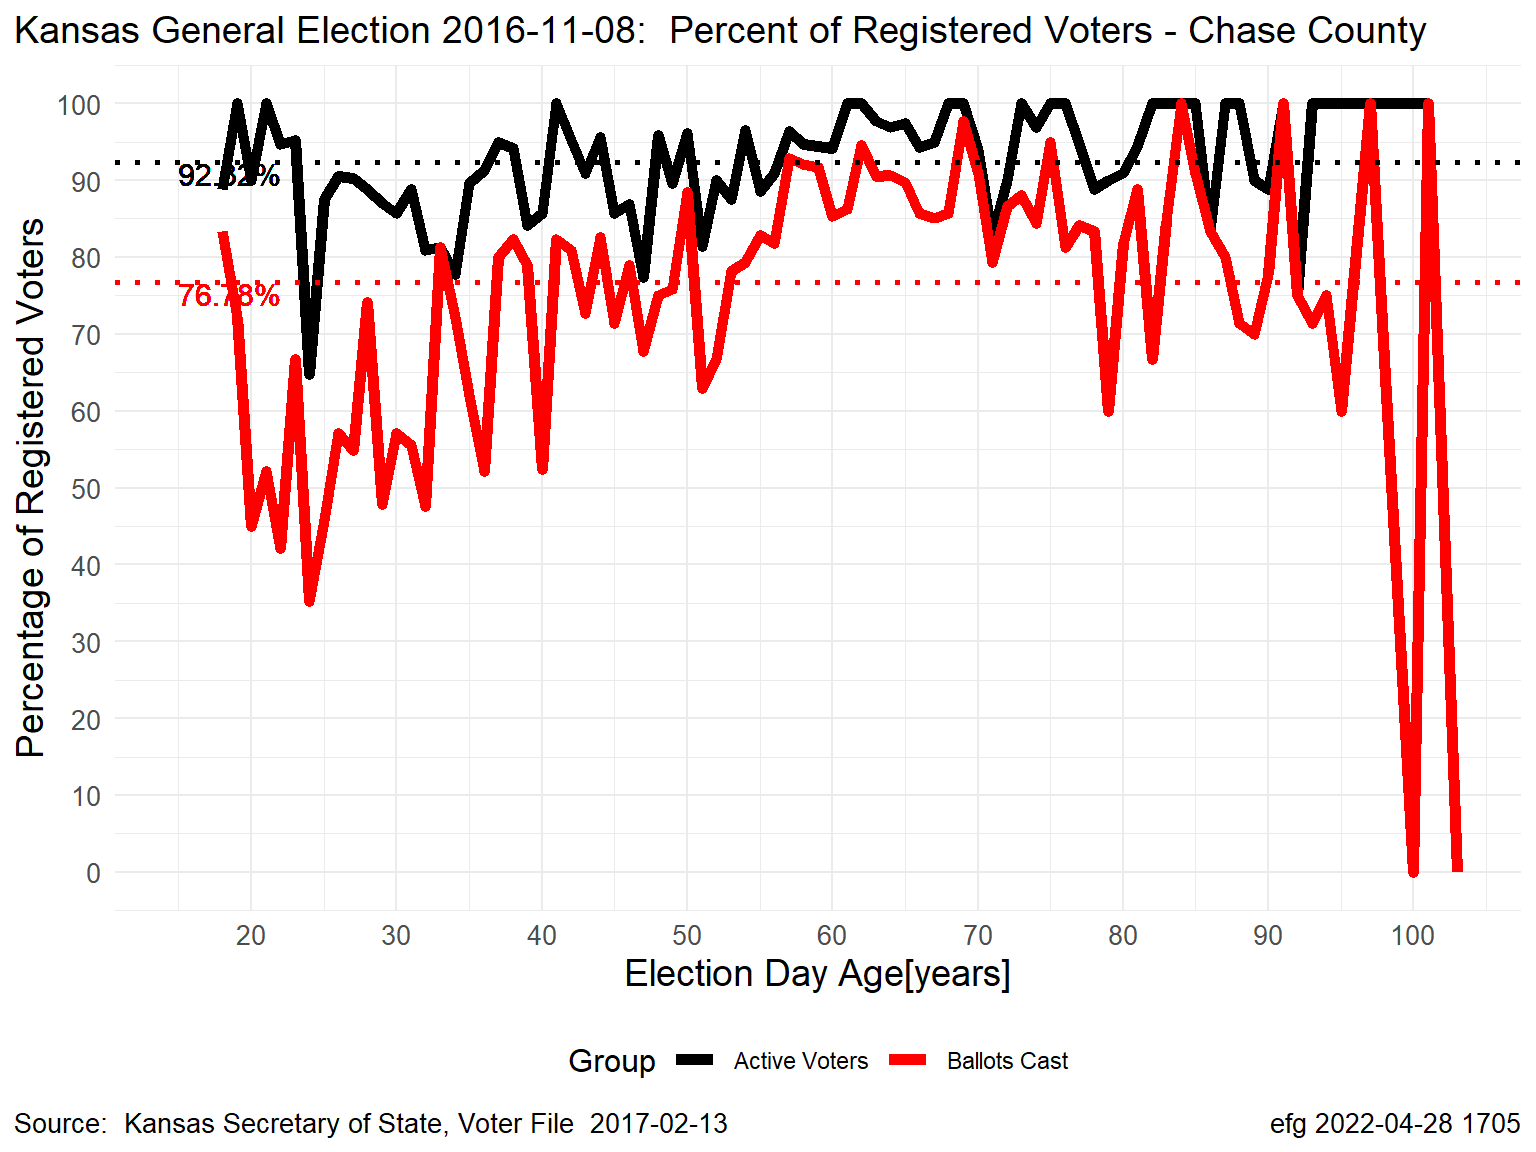 Kansas General Election 2016-11-08:  Percent of Registered Voters - Chase County
Percentage of Registered Voters
100
90
80
70
60
50
40
30
20
10
0
76.78%
20 30 40 50 60 70 80 90 100
Election Day Age[years]
Group Active Voters Ballots Cast
Source:  Kansas Secretary of State, Voter File  2017-02-13
efg 2022-04-28 1705